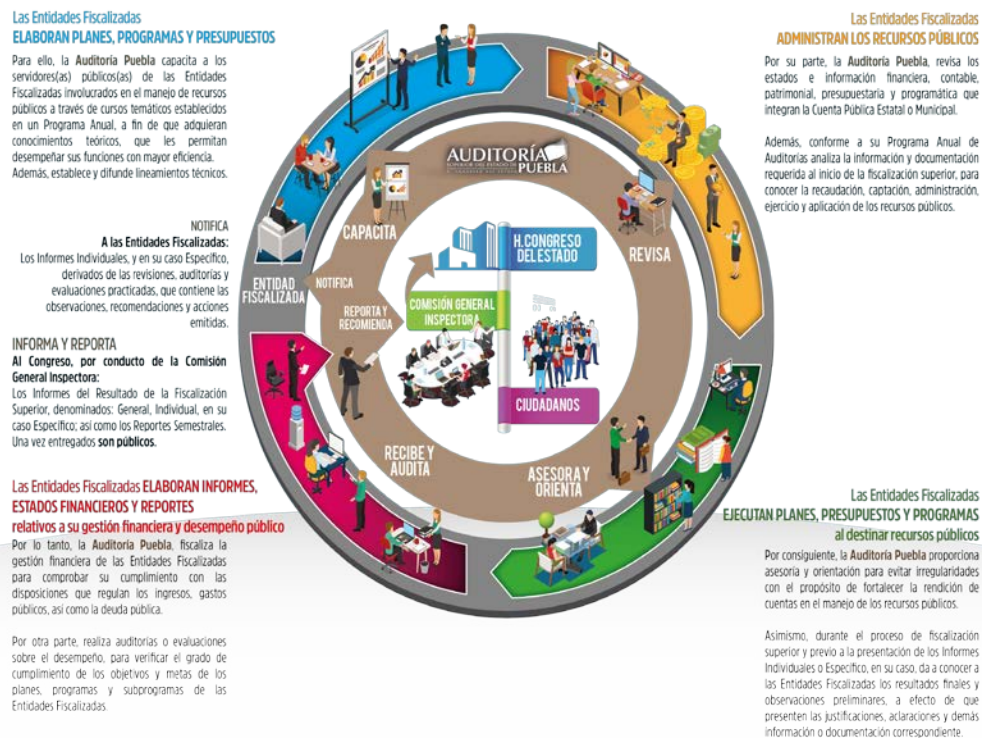 Las Entidades Fiscalizadas
ELABORAN PLANES, PROGRAMAS Y PRESUPUESTOS
Para ello, la Auditoría Puebla capacita a los
servidores(as) públicos(as) de las Entidades
Fiscalizadas involucrados en el manejo de recursos
públicos a través de cursos temáticos establecidos
en un Programa Anual, a fin de que adquieran
conocimientos teóricos, que les permitan
desempeñar sus funciones con mayor eficiencia.
Además, establece y difunde lineamientos técnicos.
NOTIFICA
A las Entidades Fiscalizadas:
Los Informes Individuales, y en su caso Específico,
derivados de las revisiones, auditorías y
evaluaciones practicadas, que contiene las
observaciones, recomendaciones y acciones
emitidas.
INFORMA Y REPORTA
Al Congreso, por conducto de la Comisión
General Inspectora:
Los Informes del Resultado de la Fiscalización
Superior, denominados: General, Individual, en su
caso Específico; así como los Reportes Semestrales.
Una vez entregados son públicos.
Las Entidades Fiscalizadas ELABORAN INFORMES,
ESTADOS FINANCIEROS Y REPORTES
relativos a su gestión financiera y desempeño público
Por lo tanto, la Auditoría Puebla, fiscaliza la
gestión financiera de las Entidades Fiscalizadas
para comprobar su cumplimiento con las
disposiciones que regulan los ingresos, gastos
públicos, así como la deuda pública.
Por otra parte, realiza auditorías o evaluaciones
sobre el desempeño, para verificar el grado de
cumplimiento de los objetivos y metas de los
planes, programas y subprogramas de las
Entidades Fiscalizadas.
AUDITORÍA
SUPERIOR DEL ESTADO DE
PUEBLA
CAPACITA
REVISA
H. CONGRESO
DEL ESTADO
ENTIDAD
FISCALIZADA
NOTIFICA
REPORTA Y
RECOMIENDA
COMISIÓN GENERAL
INSPECTORA
CIUDADANOS
RECIBE Y
AUDITA
ASESORA Y
ORIENTA
Las Entidades Fiscalizadas
ADMINISTRAN LOS RECURSOS PÚBLICOS
Por su parte, la Auditoría Puebla, revisa los
estados e información financiera, contable,
patrimonial, presupuestaria y programática que
integran la Cuenta Pública Estatal o Municipal.
Además, conforme a su Programa Anual de
Auditorías analiza la información y documentación
requerida al inicio de la fiscalización superior, para
conocer la recaudación, captación, administración,
ejercicio y aplicación de los recursos públicos.
Las Entidades Fiscalizadas
EJECUTAN PLANES, PRESUPUESTOS Y PROGRAMAS
al destinar recursos públicos
Por consiguiente, la Auditoría Puebla proporciona
asesoría y orientación para evitar irregularidades
con el propósito de fortalecer la rendición de
cuentas en el manejo de los recursos públicos.
Asimismo, durante el proceso de fiscalización
superior y previo a la presentación de los Informes
Individuales o Específico, en su caso, da a conocer a
las Entidades Fiscalizadas los resultados finales y
observaciones preliminares, a efecto de que
presenten las justificaciones, aclaraciones y demás
información o documentación correspondiente.